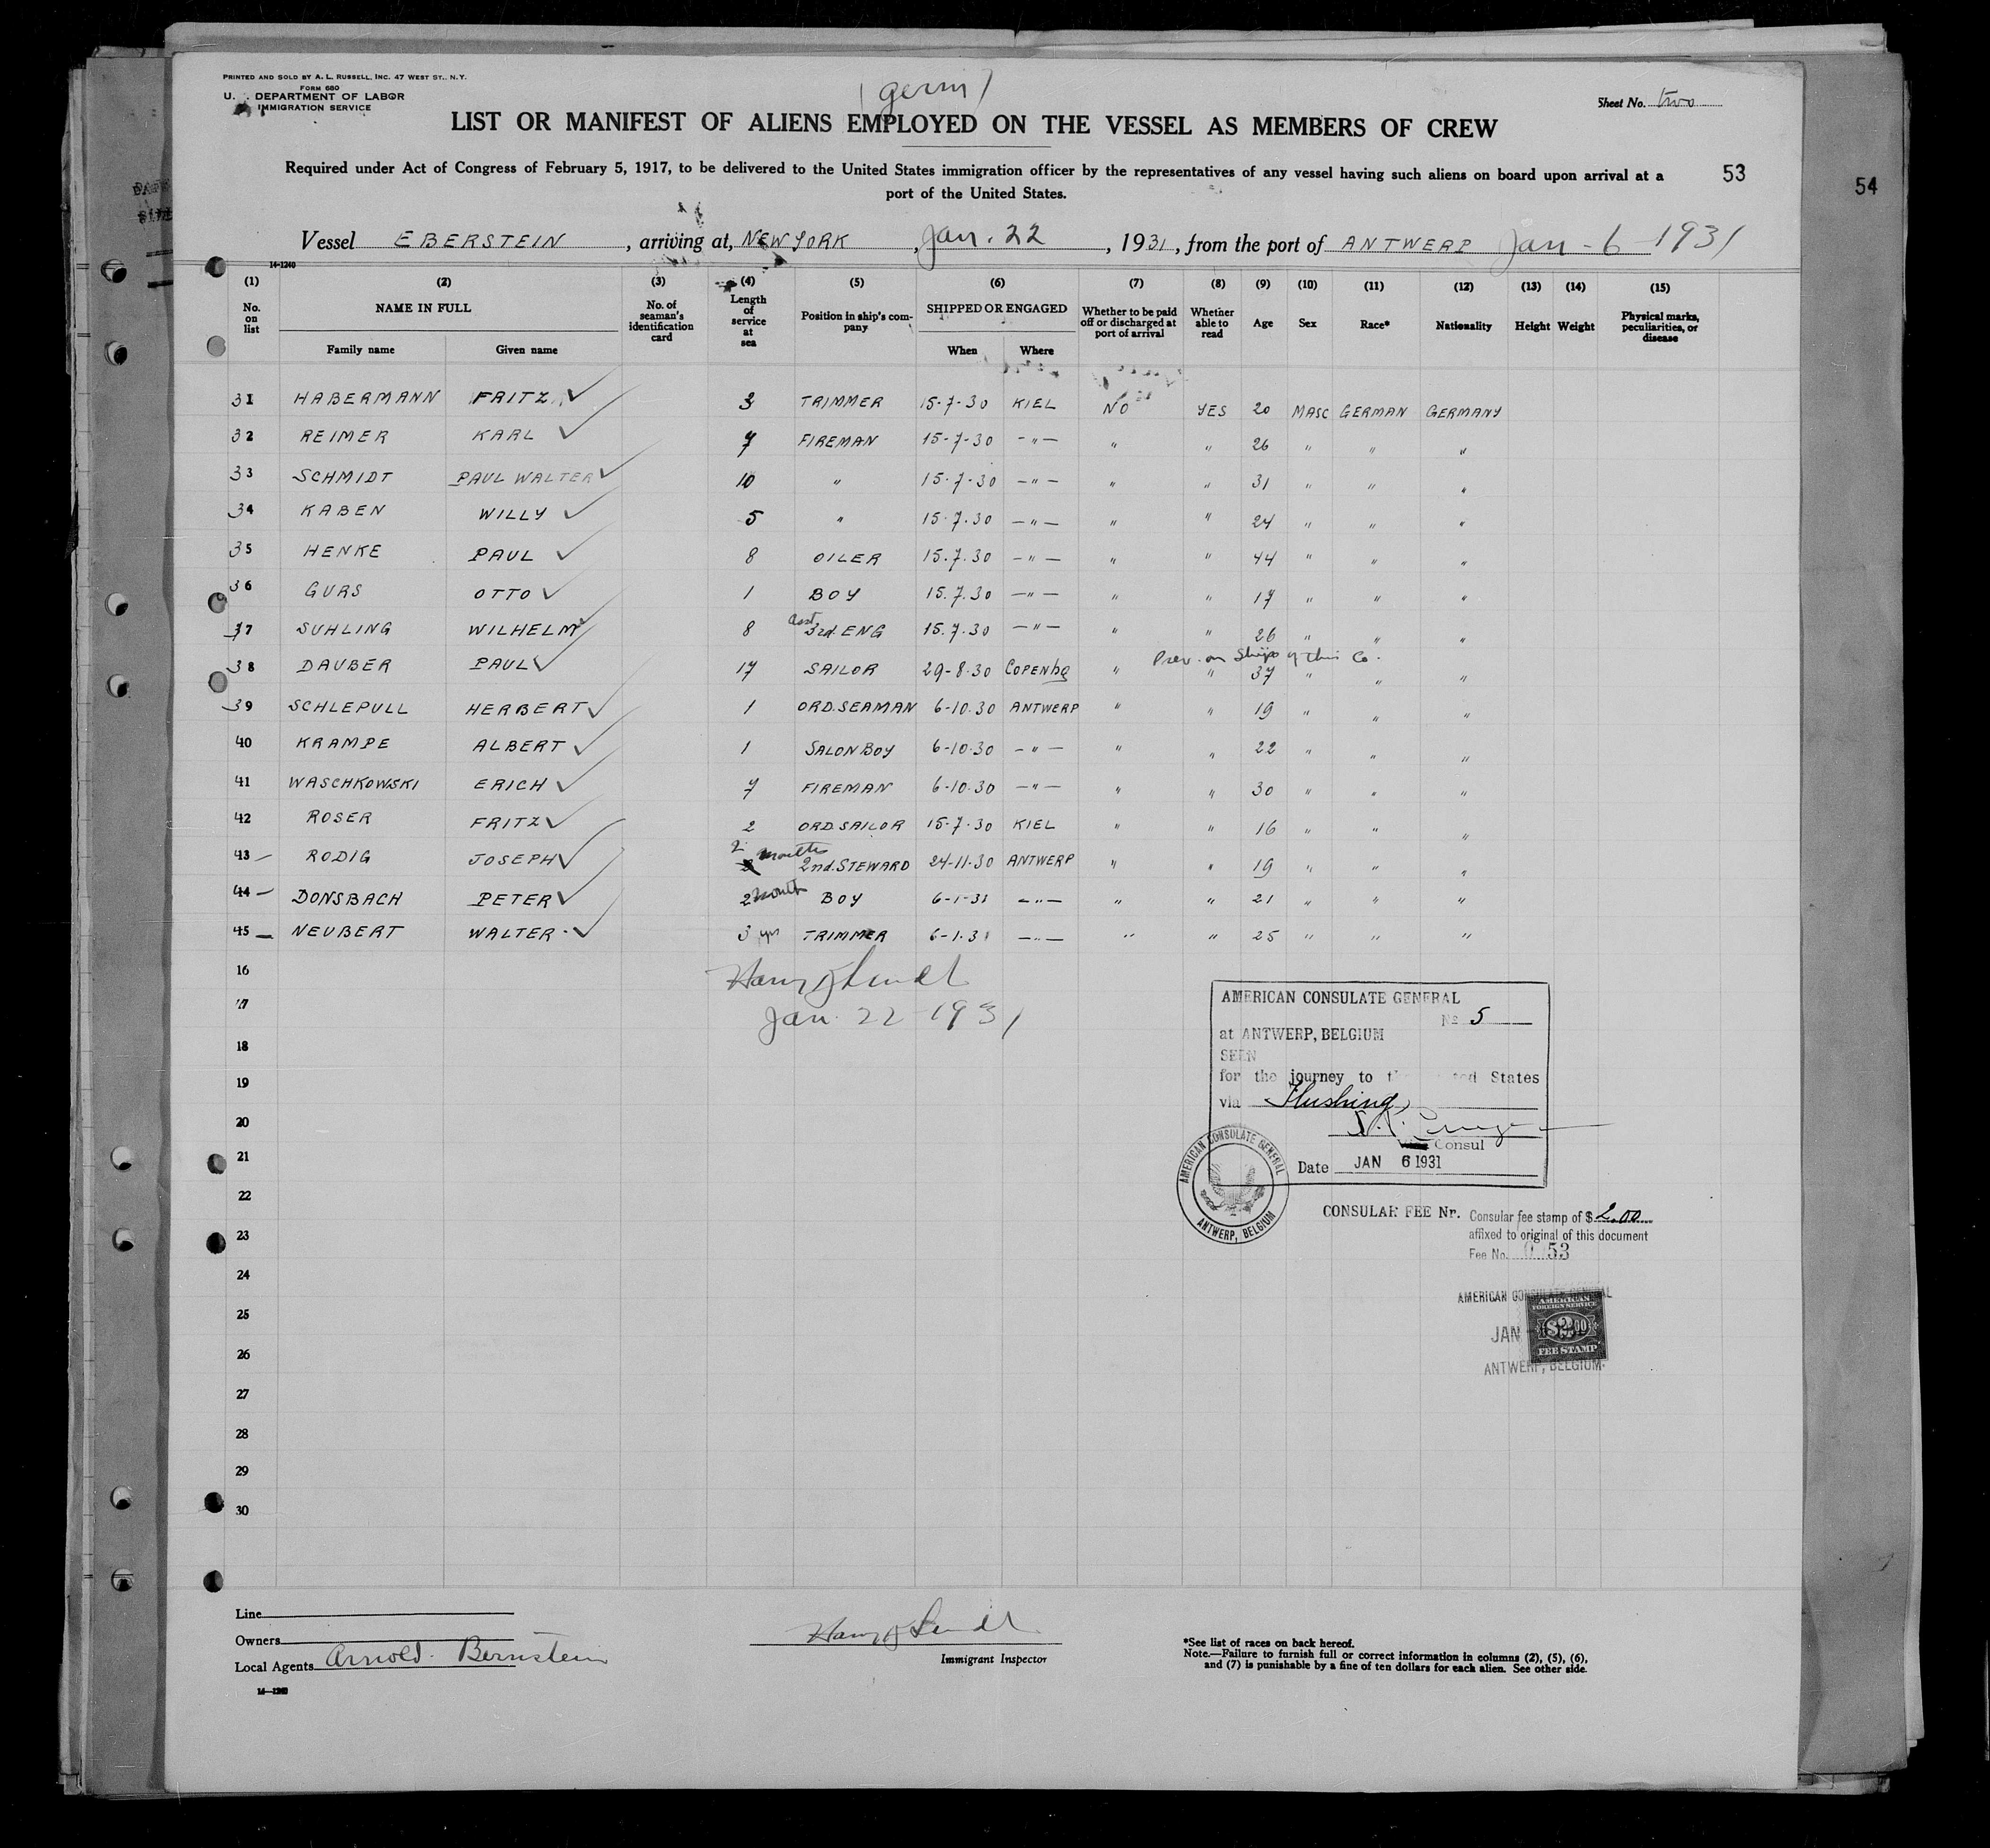 PRINTED AND SOLD BY A. L. RUSSELL, INC. 47 WEST ST., N.Y.
FORM 680
U. DEPARTMENT OF LABOR
IMMIGRATION SERVICE
(germ)
Sheet No. two
LIST OR MANIFEST OF ALIENS EMPLOYED ON THE VESSEL AS MEMBERS OF CREW
Required under Act of Congress of February 5, 1917, to be delivered to the United States immigration officer by the representatives of any vessel having such aliens on board upon arrival at a
port of the United States.
53
54
Vessel EBERSTEIN, arriving at, NEW YORK, Jan. 22, 1931, from the port of ANTWERP Jan-6-1931
14-1240
(1) (2) (3) (4) (5) (6) (7) (8) (9) (10) (11) (12) (13) (14) (15)
No. on list NAME IN FULL No. of seaman's identification card Length of service at sea Position in ship's company SHIPPED OR ENGAGED Whether to be paid off or discharged at port of arrival Whether able to read Age Sex Race* Nationality Height Weight Physical marks, peculiarities, or disease
Family name Given name When Where
31 HABERMANN FRITZ ✓ 3 TRIMMER 15-7-30 KIEL NO YES 20 MASC GERMAN GERMANY
32 REIMER KARL ✓ 7 FIREMAN 15-7-30 -"- " " 26 " " "
33 SCHMIDT PAUL WALTER ✓ 10 " 15-7-30 -"- " " 31 " " "
34 KABEN WILLY ✓ 5 " 15.7.30 -"- " " 24 " " "
35 HENKE PAUL ✓ 8 OILER 15.7.30 -"- " " 44 " " "
36 GURS OTTO ✓ 1 BOY 15.7.30 -"- " " 17 " " "
37 SUHLING WILHELM ✓ 8 asst 3rd. ENG 15.7.30 -"- " " 26 " " "
Prev. on Ships of this Co.
38 DAUBER PAUL ✓ 17 SAILOR 29-8.30 COPENhg " " 37 " " "
39 SCHLEPULL HERBERT ✓ 1 ORD. SEAMAN 6-10.30 ANTWERP " " 19 " " "
40 KRAMPE ALBERT ✓ 1 SALON BOY 6-10.30 -"- " " 22 " " "
41 WASCHKOWSKI ERICH ✓ 7 FIREMAN 6-10.30 -"- " " 30 " " "
42 ROSER FRITZ ✓ 2 ORD. SAILOR 15-7-30 KIEL " " 16 " " "
43 RODIG JOSEPH ✓ 2 months 2nd. STEWARD 24-11-30 ANTWERP " " 19 " " "
44 DONSBACH PETER ✓ 2 month BOY 6-1-31 -"- " " 21 " " "
45 NEUBERT WALTER ✓ 3 yrs TRIMMER 6-1.31 -"- " " 25 " " "
16
17
Jan. 22 1931
18
19
20
21
22
23
24
25
26
27
28
29
30
AMERICAN CONSULATE GENERAL
No 5
at ANTWERP, BELGIUM
SEEN
for the journey to the United States
via Flushing,
Consul
Date JAN 6 1931
AMERICAN CONSULATE GENERAL
ANTWERP, BELGIUM
CONSULAR FEE Nr. Consular fee stamp of $ 2.00
affixed to original of this document
Fee No. 53
AMERICAN CONSULATE GENERAL
JAN
ANTWERP, BELGIUM
AMERICAN
FOREIGN SERVICE
$2.00
FEE STAMP
Line
Owners
Local Agents Arnold Bernstein
Immigrant Inspector
*See list of races on back hereof.
Note.—Failure to furnish full or correct information in columns (2), (5), (6),
and (7) is punishable by a fine of ten dollars for each alien. See other side.
14-1240